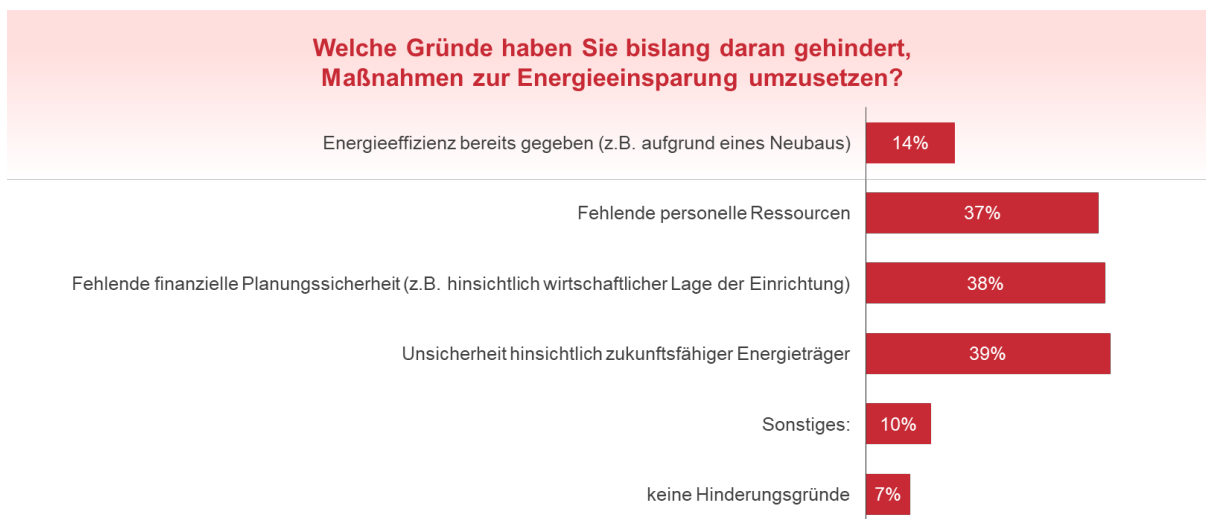 Welche Gründe haben Sie bislang daran gehindert,
Maßnahmen zur Energieeinsparung umzusetzen?
Energieeffizienz bereits gegeben (z.B. aufgrund eines Neubaus) 14%
Fehlende personelle Ressourcen 37%
Fehlende finanzielle Planungssicherheit (z.B. hinsichtlich wirtschaftlicher Lage der Einrichtung) 38%
Unsicherheit hinsichtlich zukunftsfähiger Energieträger 39%
Sonstiges: 10%
keine Hinderungsgründe 7%